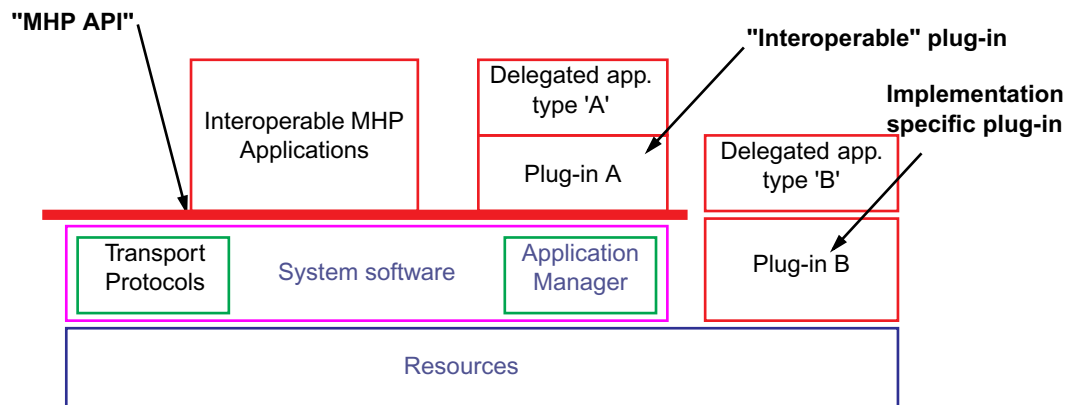 "MHP API"
"Interoperable" plug-in
Implementation
specific plug-in
Interoperable MHP
Applications
Delegated app.
type 'A'
Plug-in A
Delegated app.
type 'B'
Plug-in B
Transport
Protocols
System software
Application
Manager
Resources